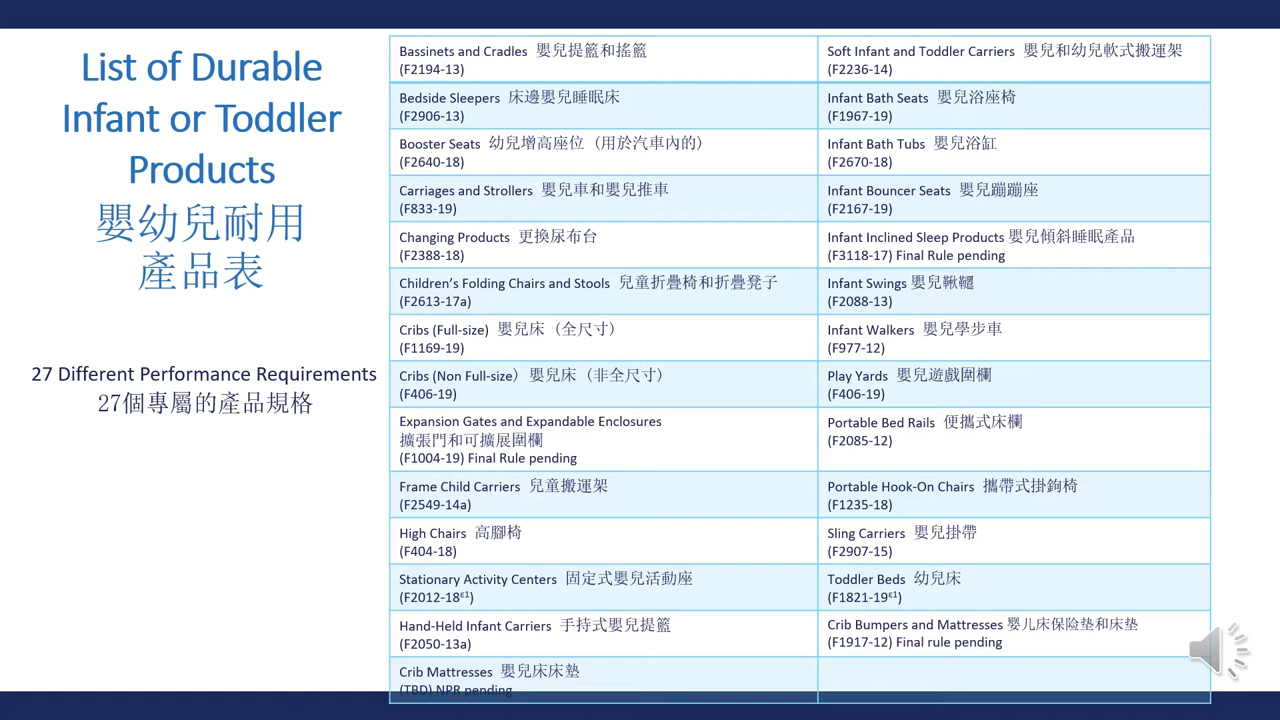 List of Durable
Infant or Toddler
Products
嬰幼兒耐用
產品表
27 Different Performance Requirements
27個專屬的產品規格
Bassinets and Cradles 嬰兒提籃和搖籃
(F2194-13)
Soft Infant and Toddler Carriers 嬰兒和幼兒軟式搬運架
(F2236-14)
Bedside Sleepers 床邊嬰兒睡眠床
(F2906-13)
Infant Bath Seats 嬰兒浴座椅
(F1967-19)
Booster Seats 幼兒增高座位（用於汽車內的）
(F2640-18)
Infant Bath Tubs 嬰兒浴缸
(F2670-18)
Carriages and Strollers 嬰兒車和嬰兒推車
(F833-19)
Infant Bouncer Seats 嬰兒蹦蹦座
(F2167-19)
Changing Products 更換尿布台
(F2388-18)
Infant Inclined Sleep Products 嬰兒傾斜睡眠產品
(F3118-17) Final Rule pending
Children’s Folding Chairs and Stools 兒童折疊椅和折疊凳子
(F2613-17a)
Infant Swings 嬰兒鞦韆
(F2088-13)
Cribs (Full-size) 嬰兒床（全尺寸）
(F1169-19)
Infant Walkers 嬰兒學步車
(F977-12)
Cribs (Non Full-size) 嬰兒床（非全尺寸）
(F406-19)
Play Yards 嬰兒遊戲圍欄
(F406-19)
Expansion Gates and Expandable Enclosures
擴張門和可擴展圍欄
(F1004-19) Final Rule pending
Portable Bed Rails 便攜式床欄
(F2085-12)
Frame Child Carriers 兒童搬運架
(F2549-14a)
Portable Hook-On Chairs 攜帶式掛鉤椅
(F1235-18)
High Chairs 高腳椅
(F404-18)
Sling Carriers 嬰兒掛帶
(F2907-15)
Stationary Activity Centers 固定式嬰兒活動座
(F2012-18ᵋ¹)
Toddler Beds 幼兒床
(F1821-19ᵋ¹)
Hand-Held Infant Carriers 手持式嬰兒提籃
(F2050-13a)
Crib Bumpers and Mattresses 婴儿床保险垫和床垫
(F1917-12) Final rule pending
Crib Mattresses 嬰兒床床墊
(TBD) NPR pending